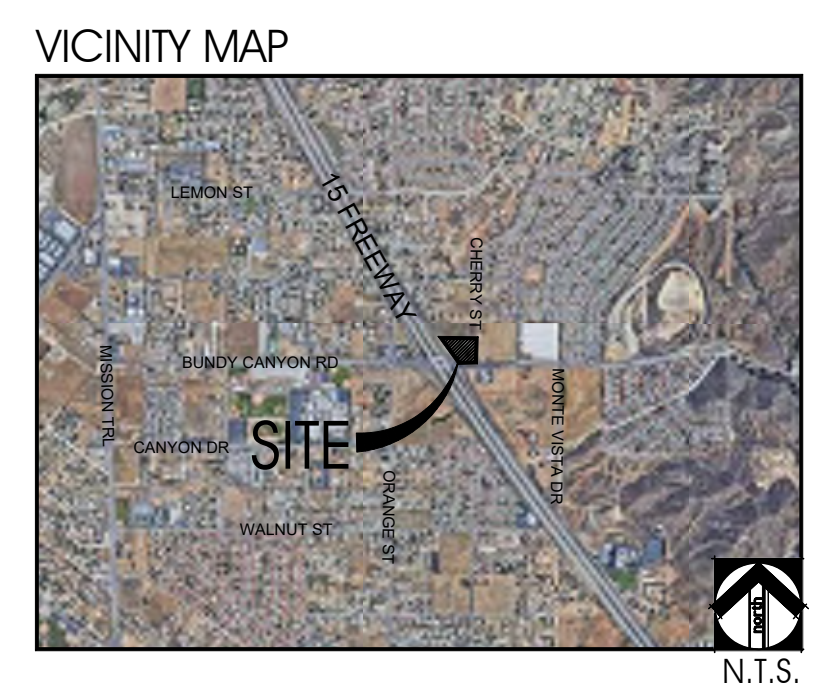 VICINITY MAP
LEMON ST
15 FREEWAY
CHERRY ST
BUNDY CANYON RD
MISSION TRL
MONTE VISTA DR
CANYON DR
SITE
ORANGE ST
WALNUT ST
north
N.T.S.